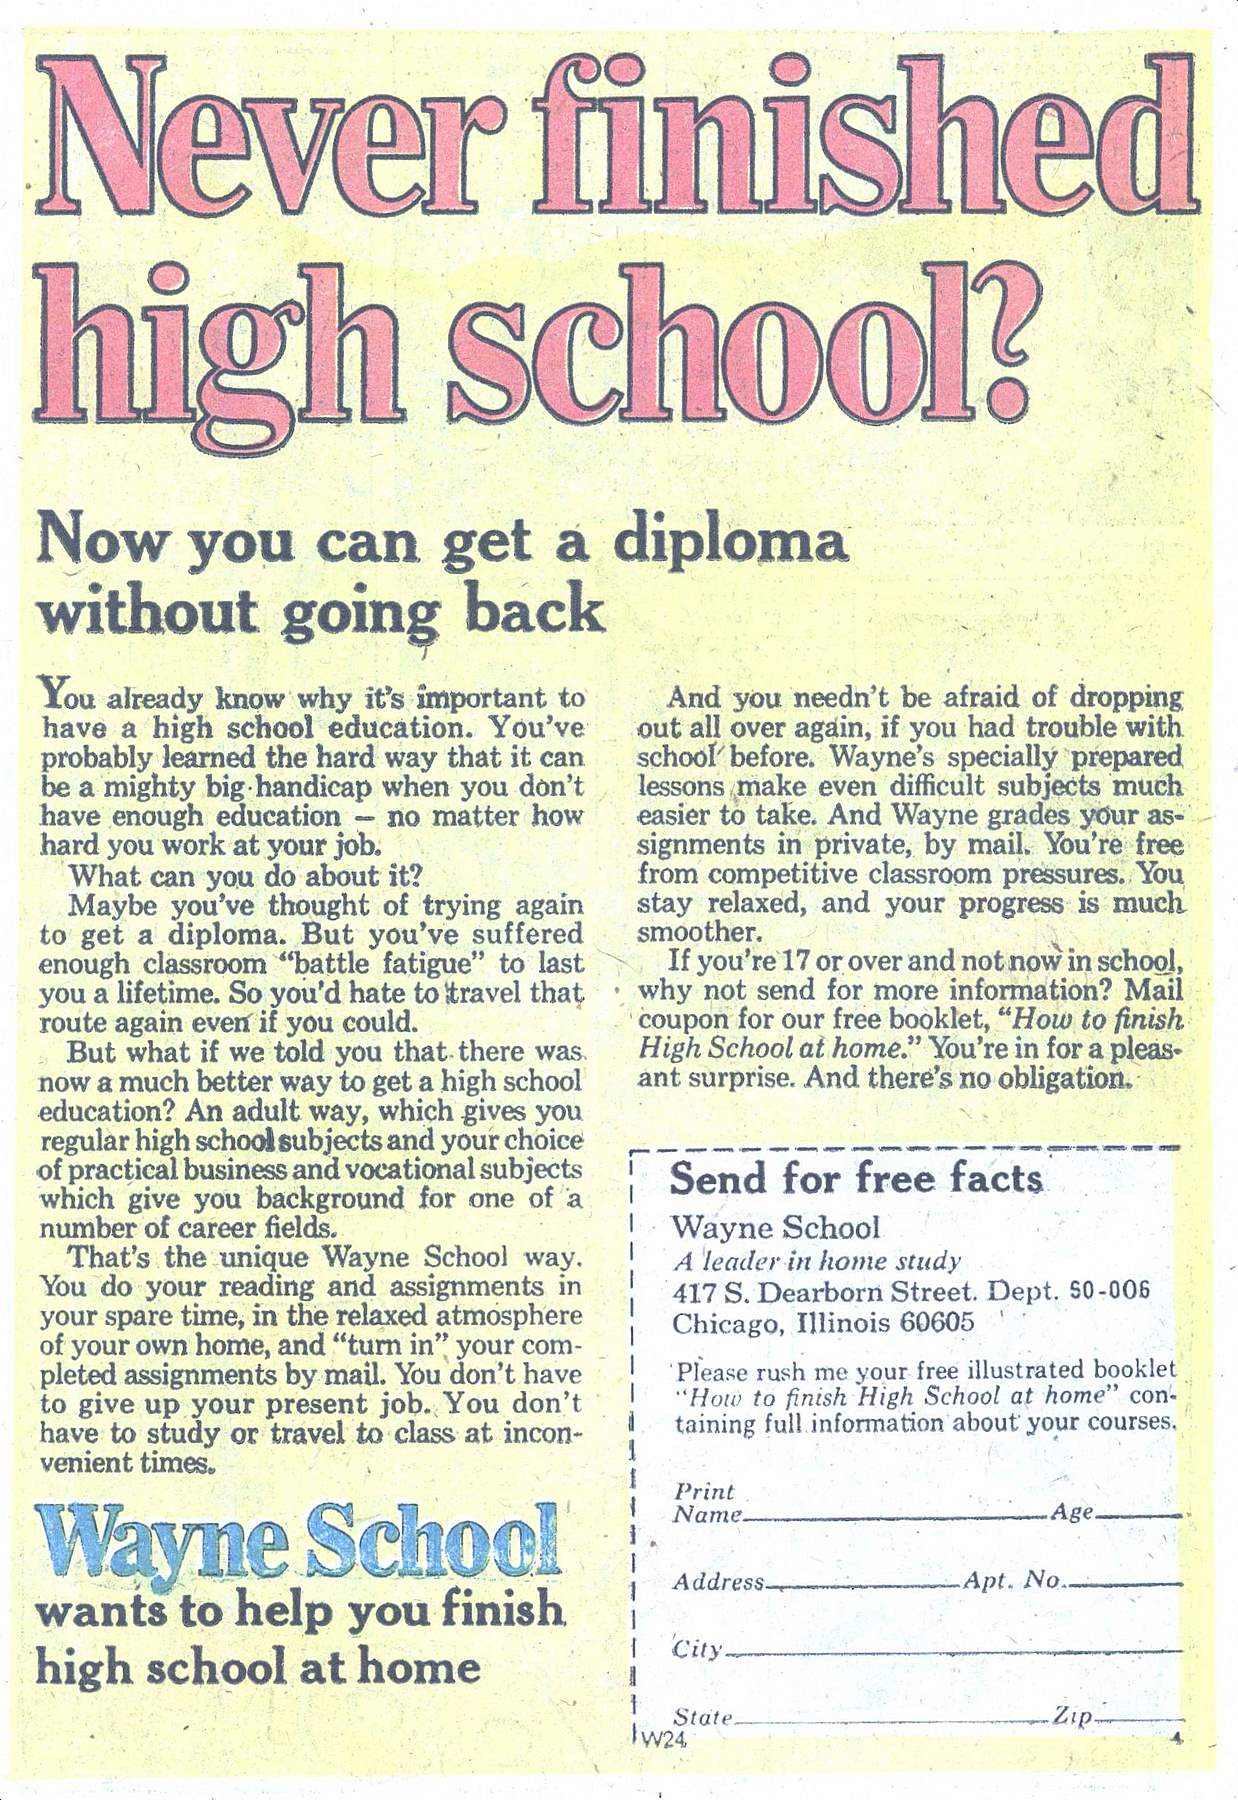 Never finished
high school?
Now you can get a diploma
without going back
You already know why it's important to
have a high school education. You've
probably learned the hard way that it can
be a mighty big handicap when you don't
have enough education — no matter how
hard you work at your job.
What can you do about it?
Maybe you've thought of trying again
to get a diploma. But you've suffered
enough classroom “battle fatigue” to last
you a lifetime. So you'd hate to travel that
route again even if you could.
But what if we told you that there was
now a much better way to get a high school
education? An adult way, which gives you
regular high school subjects and your choice
of practical business and vocational subjects
which give you background for one of a
number of career fields.
That's the unique Wayne School way.
You do your reading and assignments in
your spare time, in the relaxed atmosphere
of your own home, and “turn in” your com-
pleted assignments by mail. You don't have
to give up your present job. You don't
have to study or travel to class at incon-
venient times.
Wayne School
wants to help you finish
high school at home
And you needn't be afraid of dropping
out all over again, if you had trouble with
school before. Wayne's specially prepared
lessons make even difficult subjects much
easier to take. And Wayne grades your as-
signments in private, by mail. You're free
from competitive classroom pressures. You
stay relaxed, and your progress is much
smoother.
If you're 17 or over and not now in school,
why not send for more information? Mail
coupon for our free booklet, “How to finish
High School at home.” You're in for a pleas-
ant surprise. And there's no obligation.
Send for free facts
Wayne School
A leader in home study
417 S. Dearborn Street. Dept. 50-006
Chicago, Illinois 60605
Please rush me your free illustrated booklet
“How to finish High School at home” con-
taining full information about your courses.
Print
Name Age
Address Apt. No.
City
State Zip
W24 4